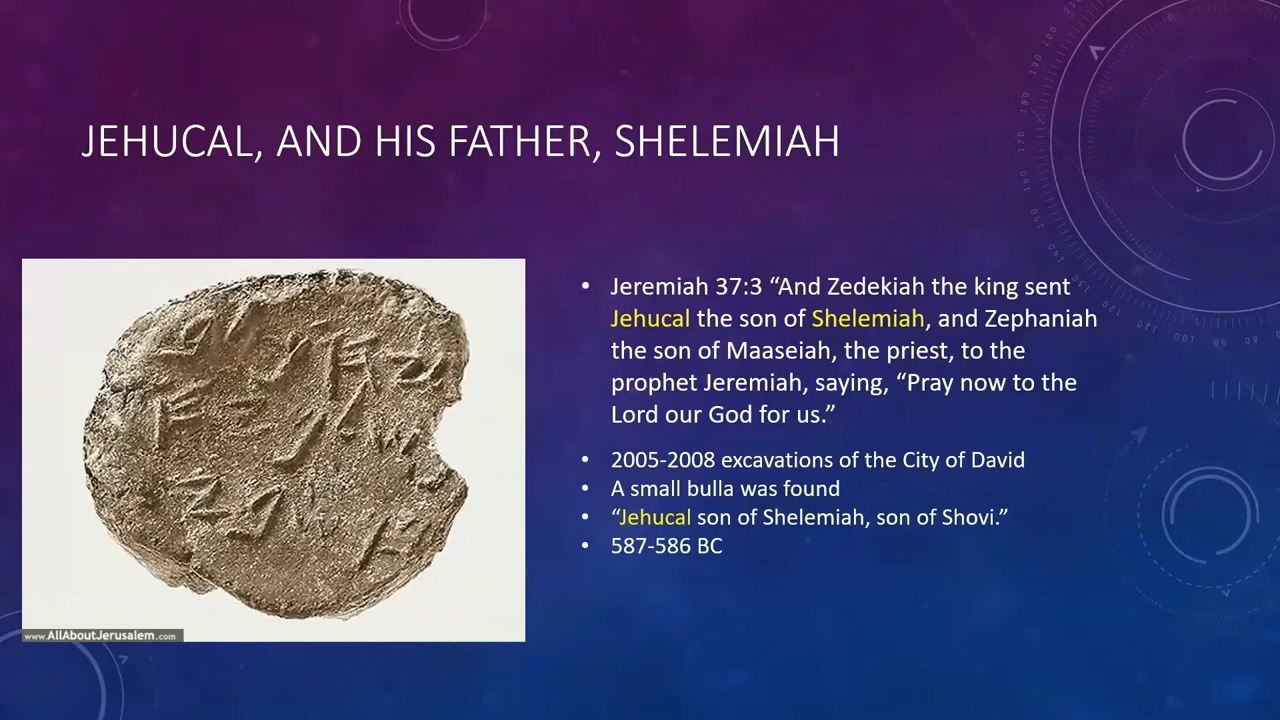 JEHUCAL, AND HIS FATHER, SHELEMIAH
• Jeremiah 37:3 “And Zedekiah the king sent
Jehucal the son of Shelemiah, and Zephaniah
the son of Maaseiah, the priest, to the
prophet Jeremiah, saying, “Pray now to the
Lord our God for us.”
• 2005-2008 excavations of the City of David
• A small bulla was found
• “Jehucal son of Shelemiah, son of Shovi.”
• 587-586 BC
www.AllAboutJerusalem.com